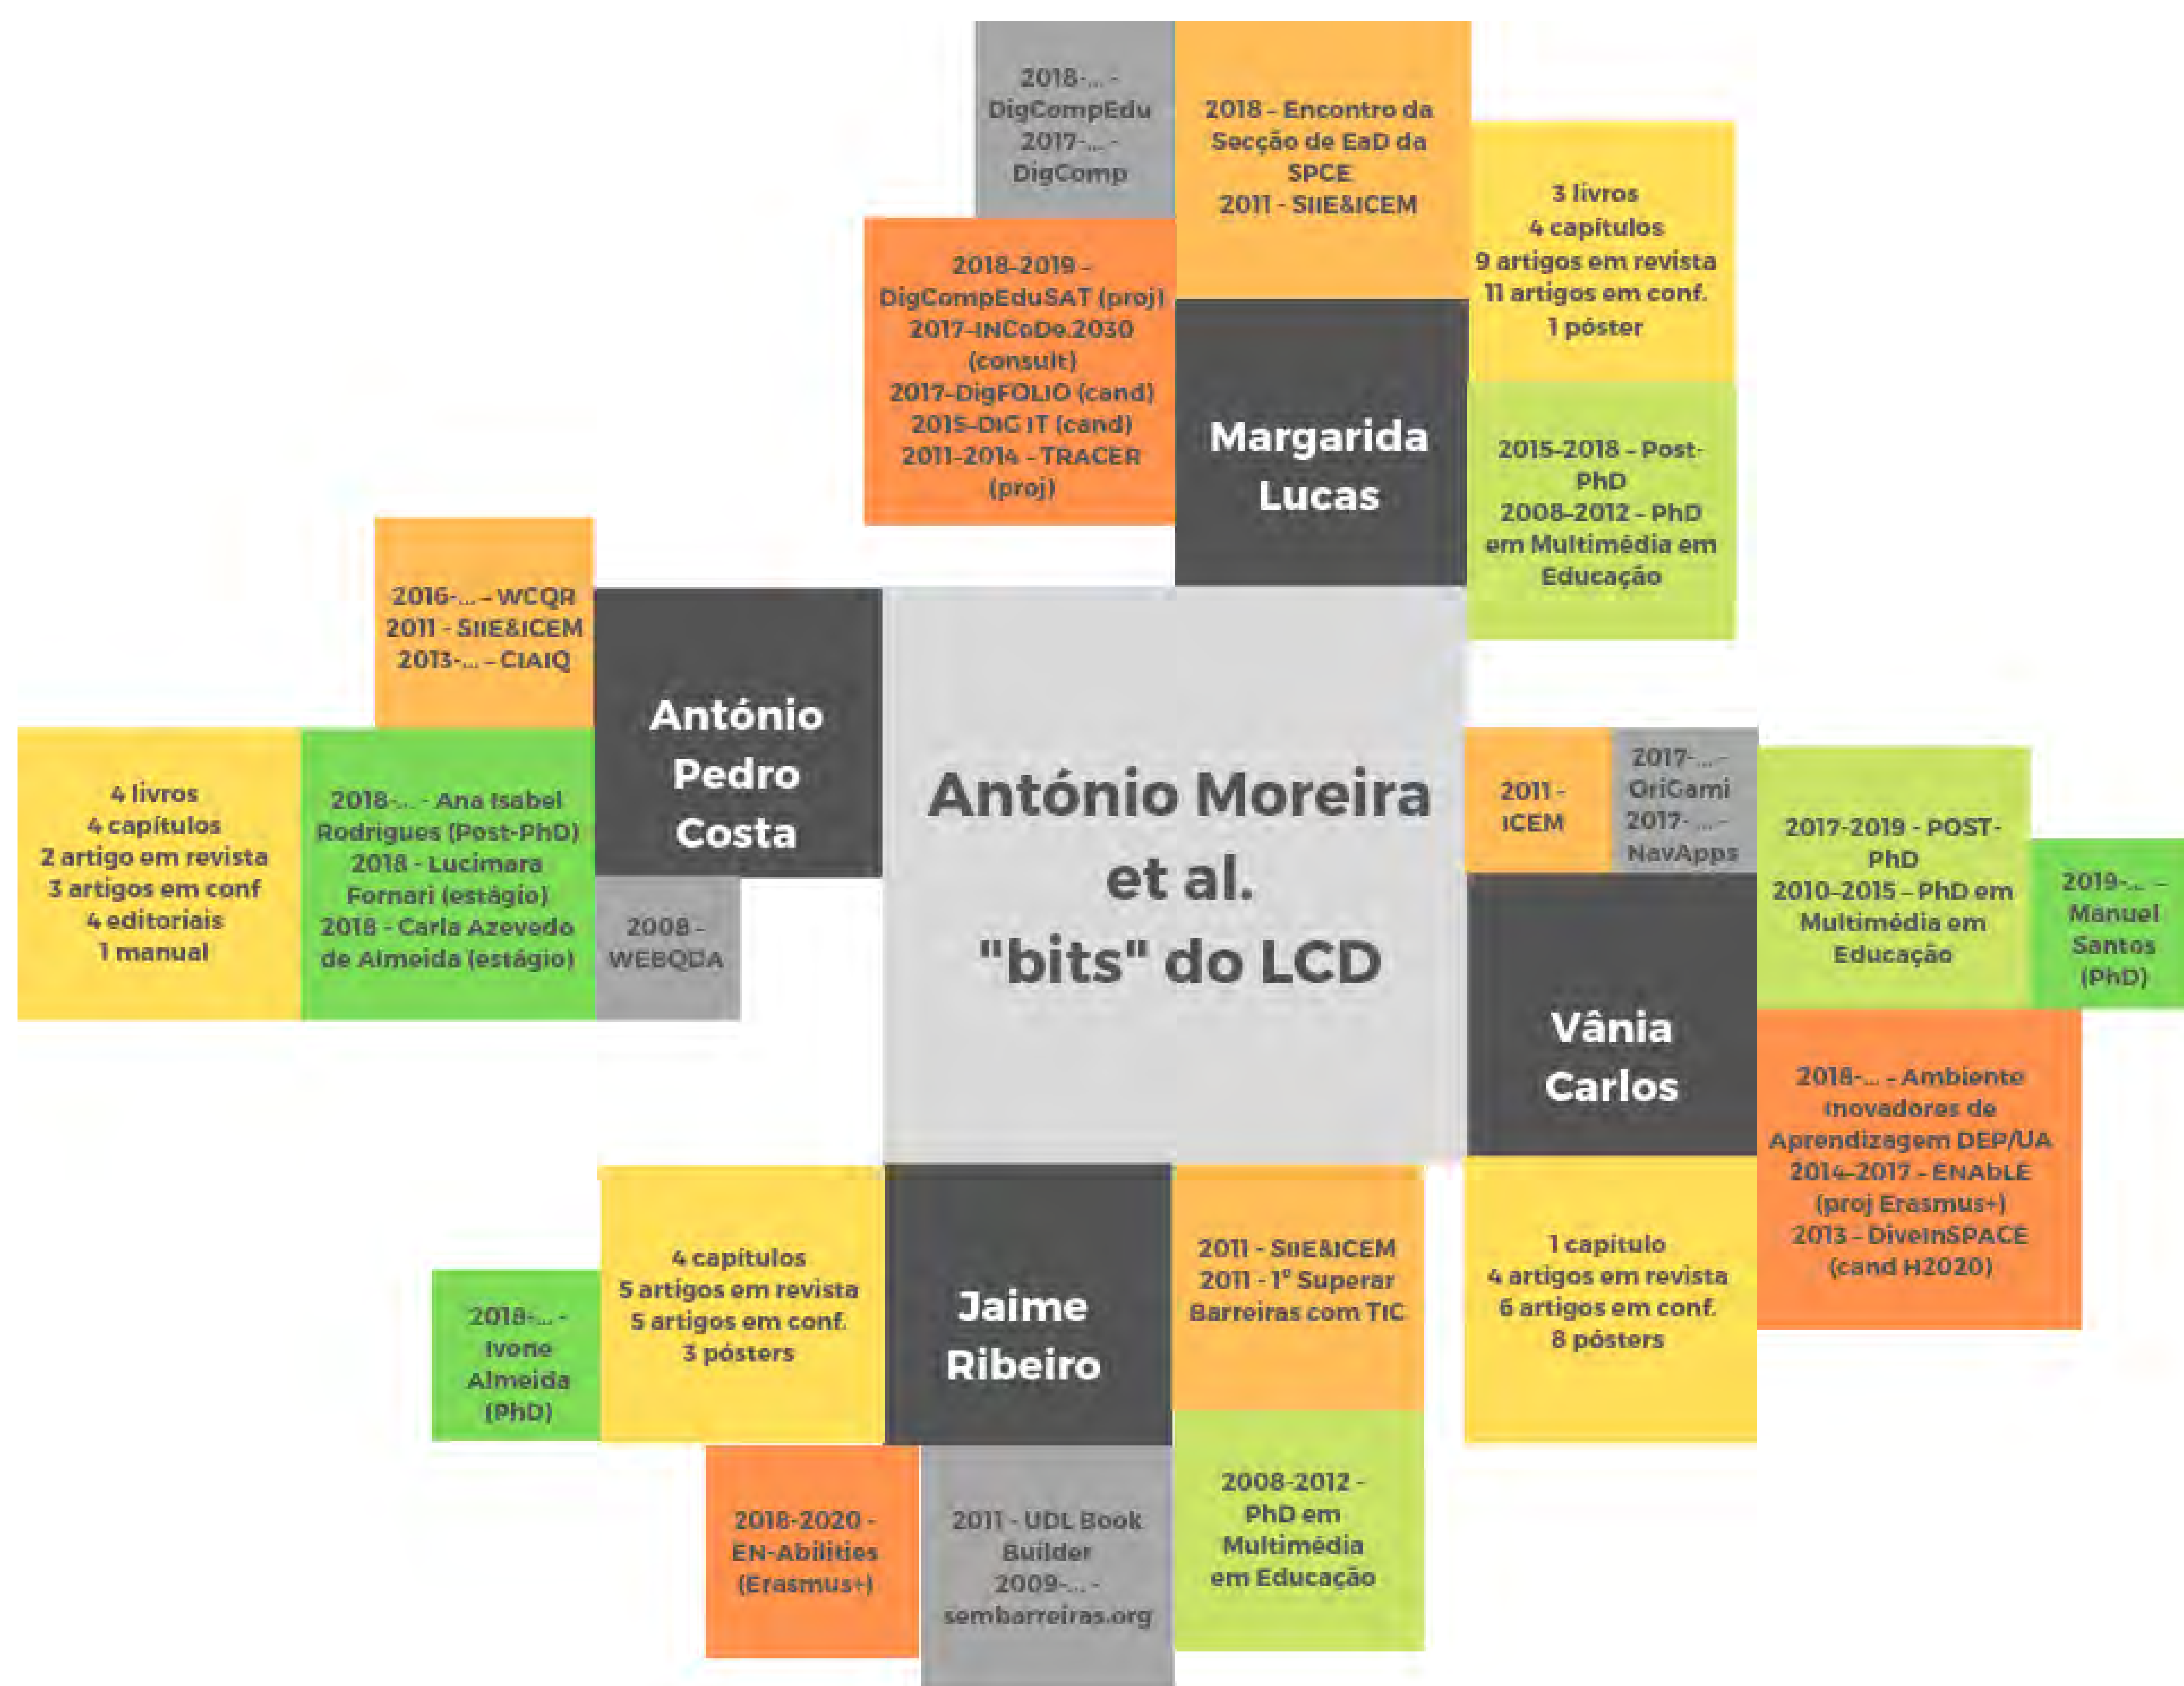 2018-... -
DigCompEdu
2017-... -
DigComp
2018 - Encontro da
Secção de EaD da
SPCE
2011 - SIIE&ICEM
3 livros
4 capítulos
9 artigos em revista
11 artigos em conf.
1 póster
2018-2019 -
DigCompEduSAT (proj)
2017-INCoDe.2030
(consult)
2017-DigFOLIO (cand)
2015-DIG IT (cand)
2011-2014 - TRACER
(proj)
Margarida
Lucas
2015-2018 - Post-
PhD
2008-2012 - PhD
em Multimédia em
Educação
2016-... - WCQR
2011 - SIIE&ICEM
2013-... - CIAIQ
António
Pedro
Costa
4 livros
4 capítulos
2 artigo em revista
3 artigos em conf
4 editoriais
1 manual
2018-... - Ana Isabel
Rodrigues (Post-PhD)
2018 - Lucimara
Fornari (estágio)
2018 - Carla Azevedo
de Almeida (estágio)
2008 -
WEBQDA
António Moreira
et al.
"bits" do LCD
2011 -
ICEM
2017-... -
OriGami
2017- ... -
NavApps
Vânia
Carlos
2017-2019 - POST-
PhD
2010-2015 - PhD em
Multimédia em
Educação
2019-... -
Manuel
Santos
(PhD)
2018-... - Ambiente
Inovadores de
Aprendizagem DEP/UA
2014-2017 - ENAbLE
(proj Erasmus+)
2013 - DiveInSPACE
(cand H2020)
1 capítulo
4 artigos em revista
6 artigos em conf.
8 pósters
2018-... -
Ivone
Almeida
(PhD)
4 capítulos
5 artigos em revista
5 artigos em conf.
3 pósters
Jaime
Ribeiro
2011 - SIIE&ICEM
2011 - 1º Superar
Barreiras com TIC
2018-2020 -
EN-Abilities
(Erasmus+)
2011 - UDL Book
Builder
2009-... -
sembarreiras.org
2008-2012 -
PhD em
Multimédia
em Educação